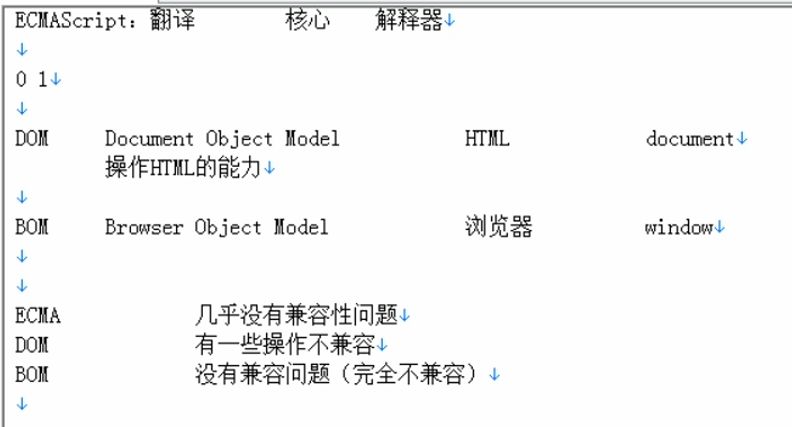 ECMAScript：翻译 核心 解释器↓
↓
0 1↓
↓
DOM Document Object Model HTML document↓
操作HTML的能力↓
↓
BOM Browser Object Model 浏览器 window↓
↓
↓
ECMA 几乎没有兼容性问题↓
DOM 有一些操作不兼容↓
BOM 没有兼容问题（完全不兼容）↓
↓